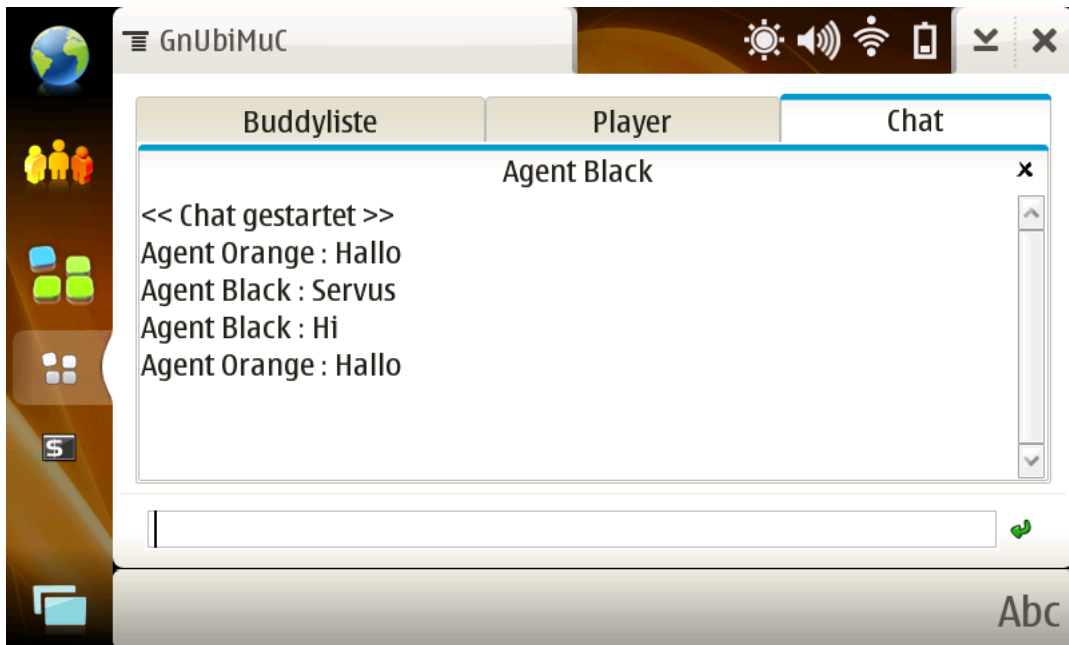 GnUbiMuC
Buddyliste Player Chat
Agent Black
<< Chat gestartet >>
Agent Orange : Hallo
Agent Black : Servus
Agent Black : Hi
Agent Orange : Hallo
$
Abc